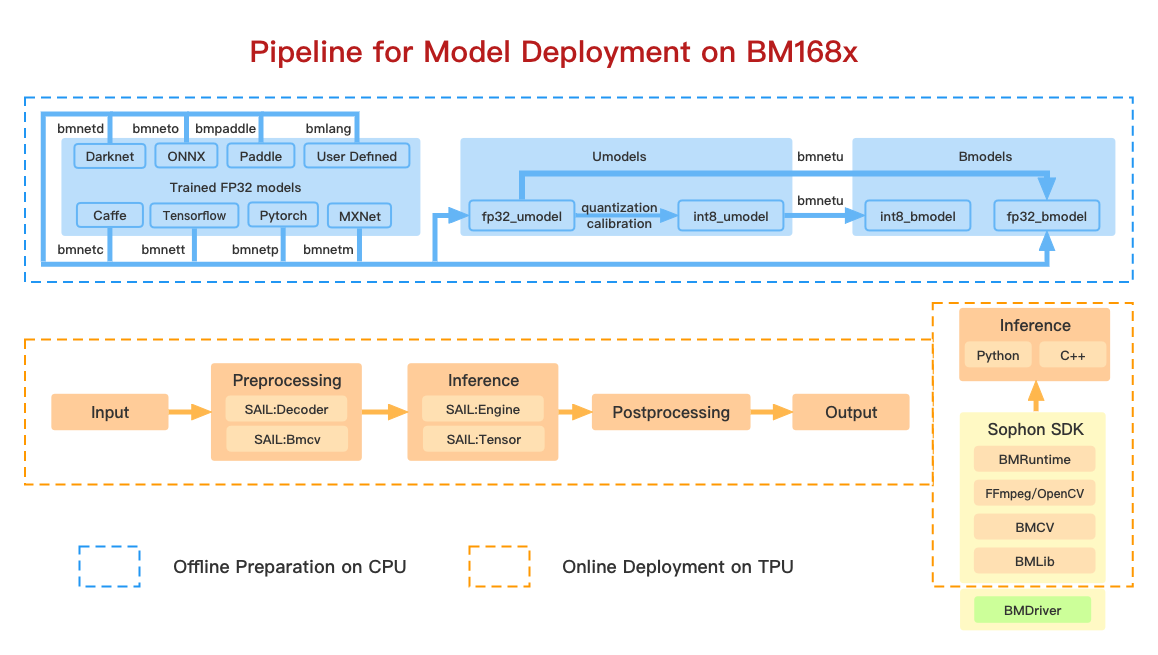 Pipeline for Model Deployment on BM168x
bmnetd
bmneto
bmpaddle
bmlang
Darknet
ONNX
Paddle
User Defined
Trained FP32 models
Caffe
Tensorflow
Pytorch
MXNet
bmnetc
bmnett
bmnetp
bmnetm
Umodels
fp32_umodel
quantization
calibration
int8_umodel
bmnetu
bmnetu
Bmodels
int8_bmodel
fp32_bmodel
Input
Preprocessing
SAIL:Decoder
SAIL:Bmcv
Inference
SAIL:Engine
SAIL:Tensor
Postprocessing
Output
Inference
Python
C++
Sophon SDK
BMRuntime
FFmpeg/OpenCV
BMCV
BMLib
BMDriver
Offline Preparation on CPU
Online Deployment on TPU